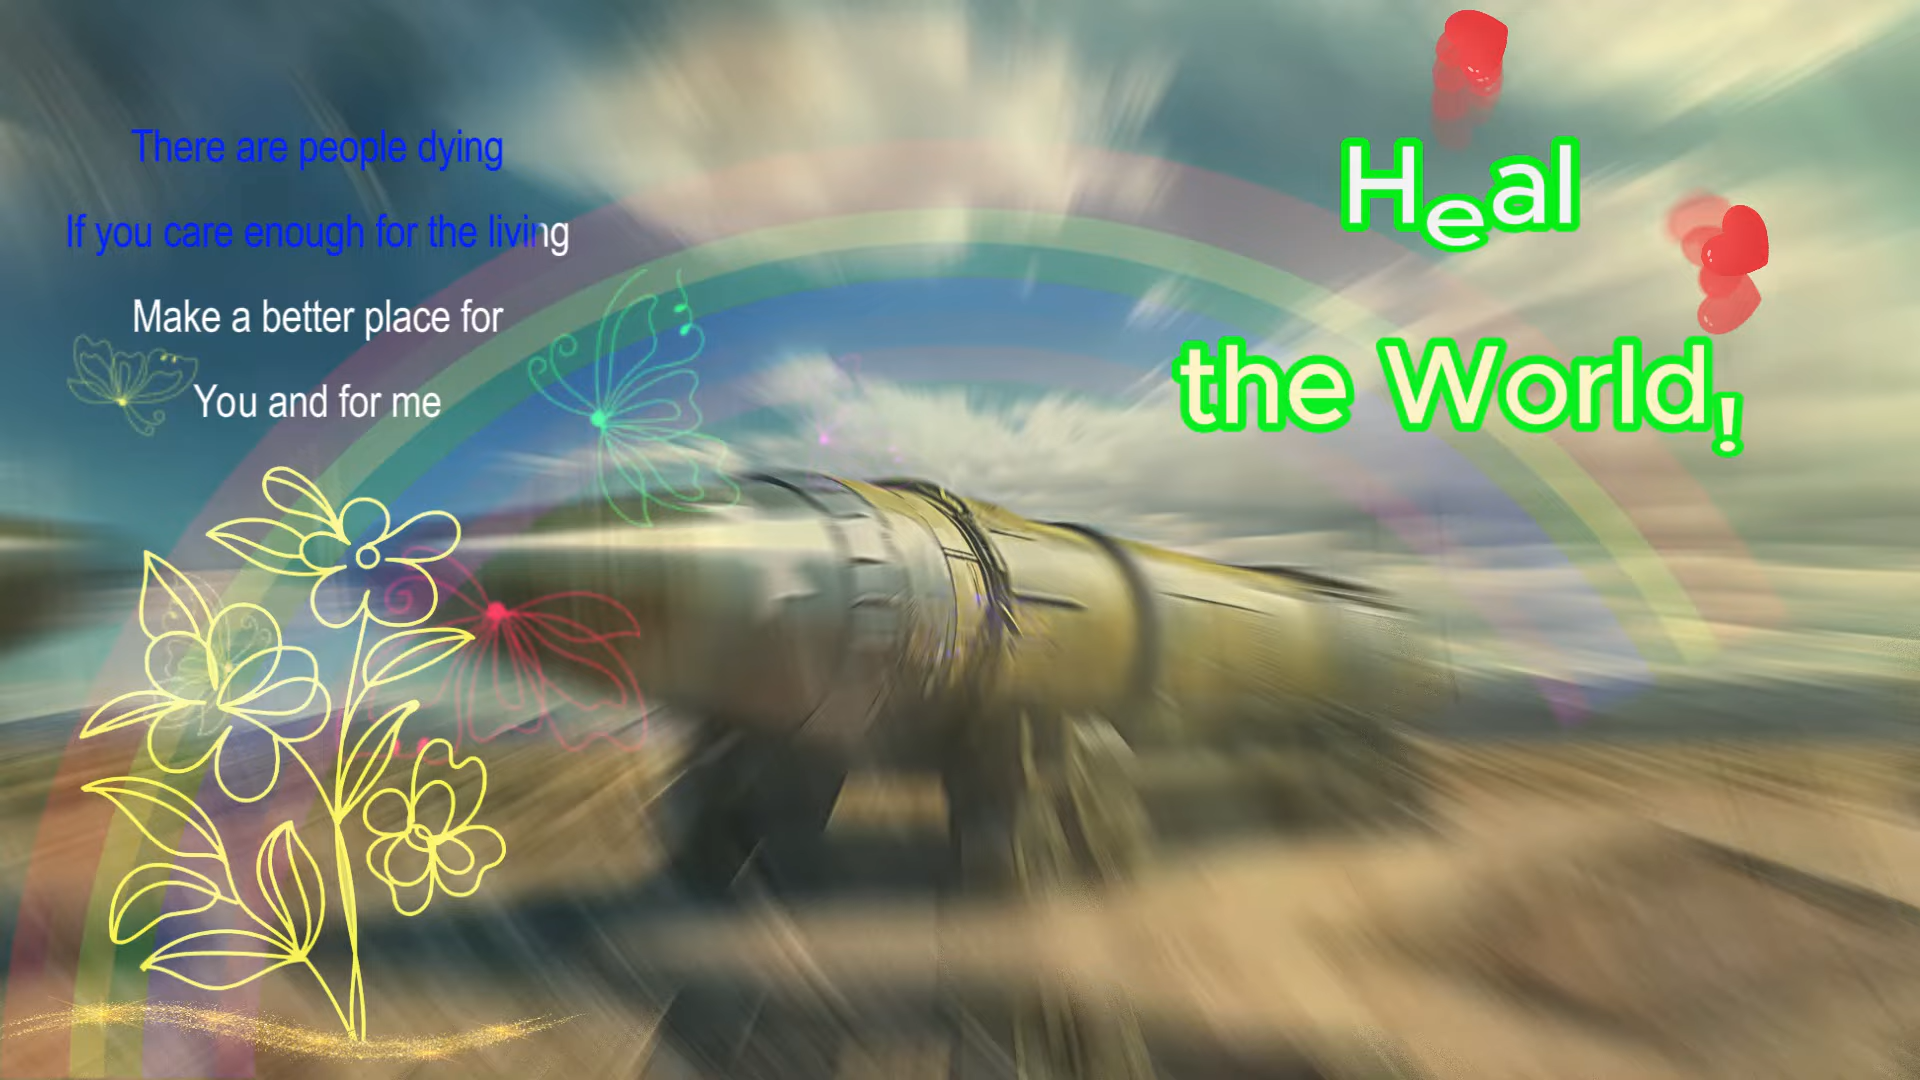 There are people dying
If you care enough for the living
Make a better place for
You and for me
Heal
the World!